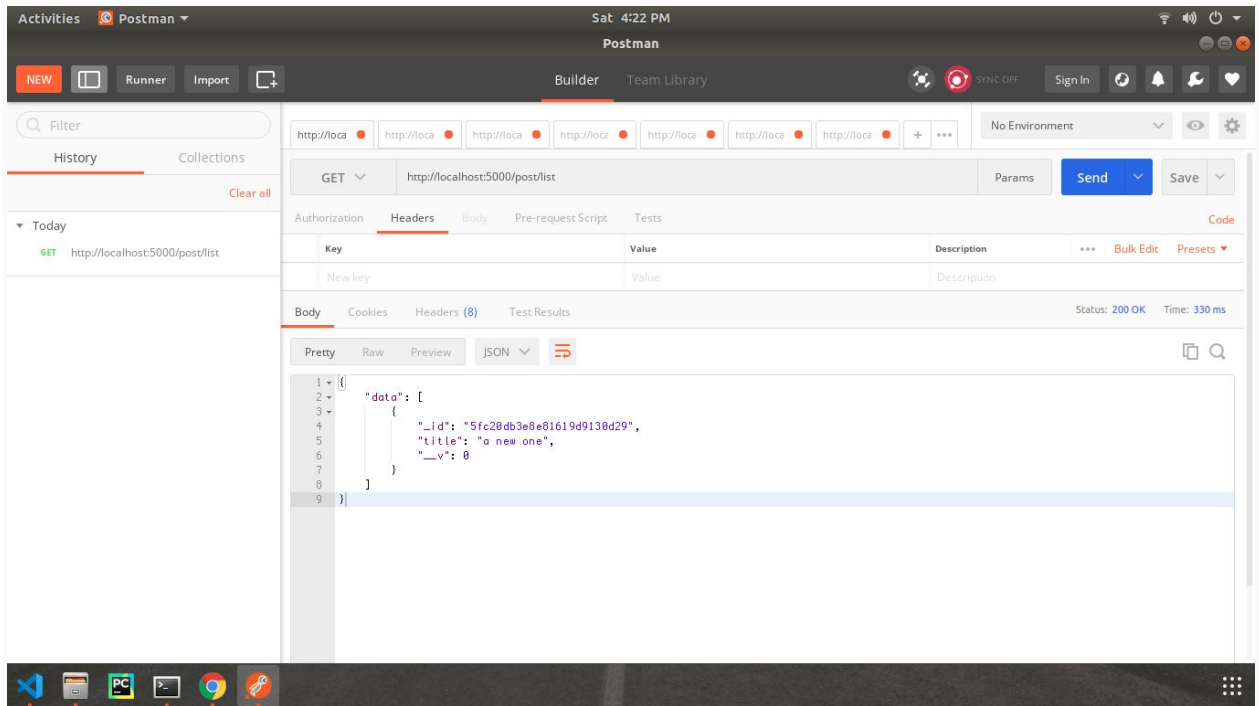 Activities Postman Sat 4:22 PM
Postman
NEW Runner Import Builder Team Library SYNC OFF Sign In
Filter
History Collections
Clear all
Today
GET http://localhost:5000/post/list
http://loca http://loca http://loca http://loca http://loca http://loca http://loca + ••• No Environment
GET http://localhost:5000/post/list Params Send Save
Authorization Headers Body Pre-request Script Tests Code
Key Value Description ••• Bulk Edit Presets
New key Value Description
Body Cookies Headers (8) Test Results Status: 200 OK Time: 330 ms
Pretty Raw Preview JSON
1 {
2 "data": [
3 {
4 "_id": "5fc20db3e8e81619d9130d29",
5 "title": "a new one",
6 "__v": 0
7 }
8 ]
9 }
PC